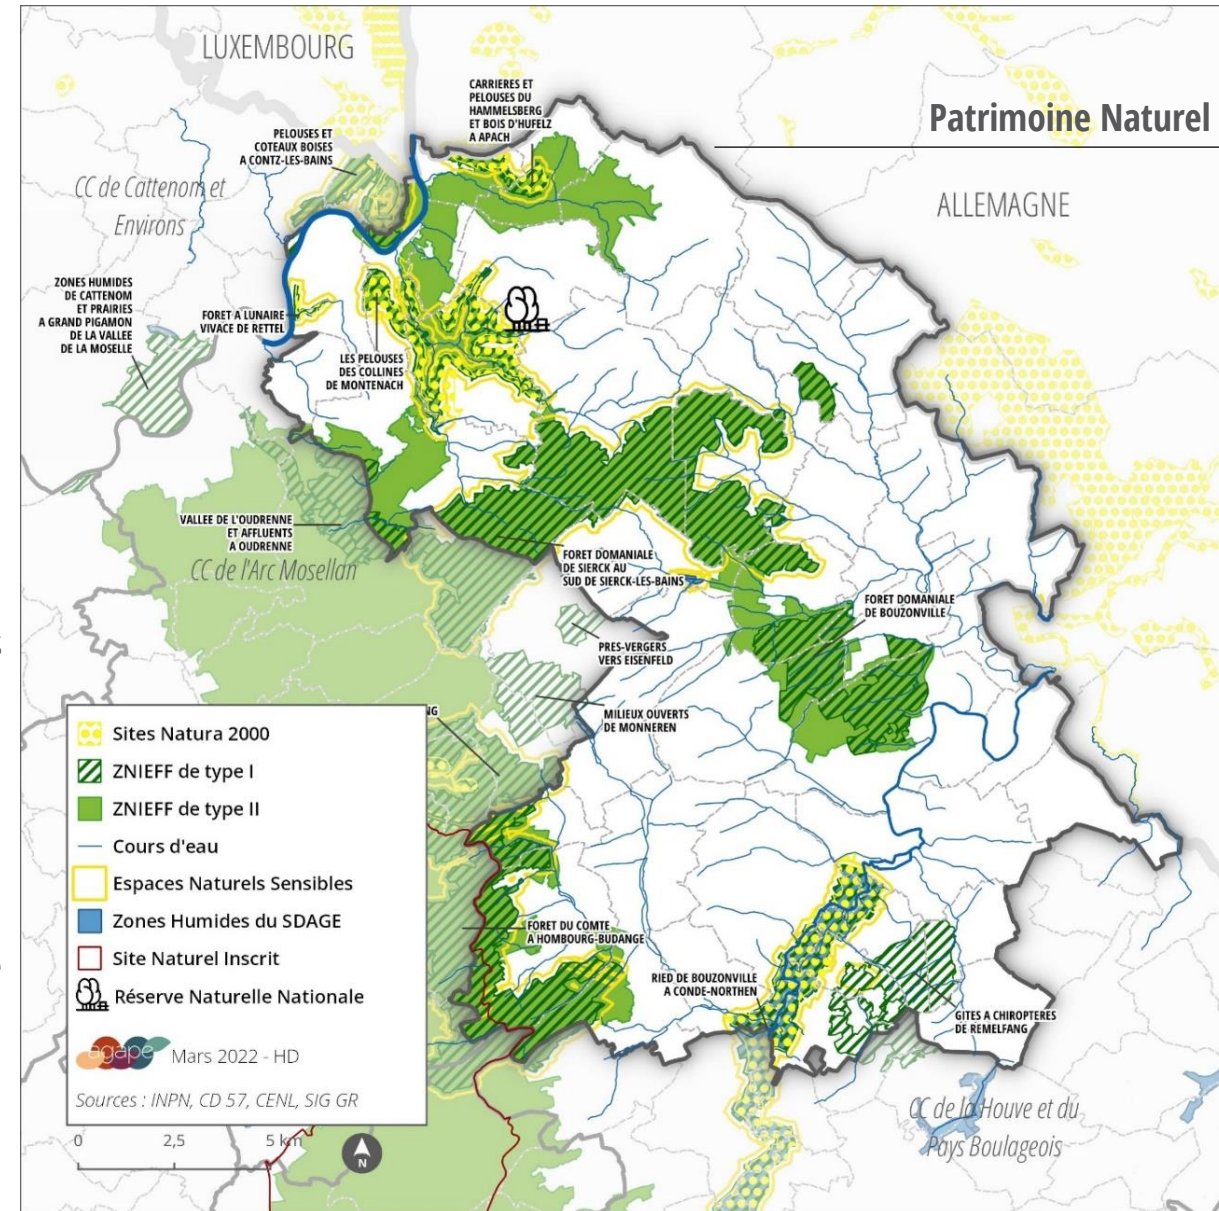 LUXEMBOURG
Patrimoine Naturel
ALLEMAGNE
CARRIERES ET
PELOUSES DU
HAMMELSBERG
ET BOIS D'HUFELZ
A APACH
PELOUSES ET
COTEAUX BOISES
A CONTZ-LES-BAINS
CC de Cattenom et
Environs
ZONES HUMIDES
DE CATTENOM
ET PRAIRIES
A GRAND PIGAMON
DE LA VALLEE
DE LA MOSELLE
FORET A LUNAIRE
VIVACE DE RETTEL
LES PELOUSES
DES COLLINES
DE MONTENACH
VALLEE DE L'OUDRENNE
ET AFFLUENTS
A OUDRENNE
CC de l'Arc Mosellan
FORET DOMANIALE
DE SIERCK AU
SUD DE SIERCK-LES-BAINS
FORET DOMANIALE
DE BOUZONVILLE
PRES-VERGERS
VERS EISENFELD
MILIEUX OUVERTS
DE MONNEREN
NG
FORET DU COMTE
A HOMBOURG-BUDANGE
RIED DE BOUZONVILLE
A CONDE-NORTHEN
GITES A CHIROPTERES
DE REMELFANG
CC de la Houve et du
Pays Boulageois
Sites Natura 2000
ZNIEFF de type I
ZNIEFF de type II
Cours d'eau
Espaces Naturels Sensibles
Zones Humides du SDAGE
Site Naturel Inscrit
Réserve Naturelle Nationale
agape Mars 2022 - HD
Sources : INPN, CD 57, CENL, SIG GR
0 2,5 5 km
N